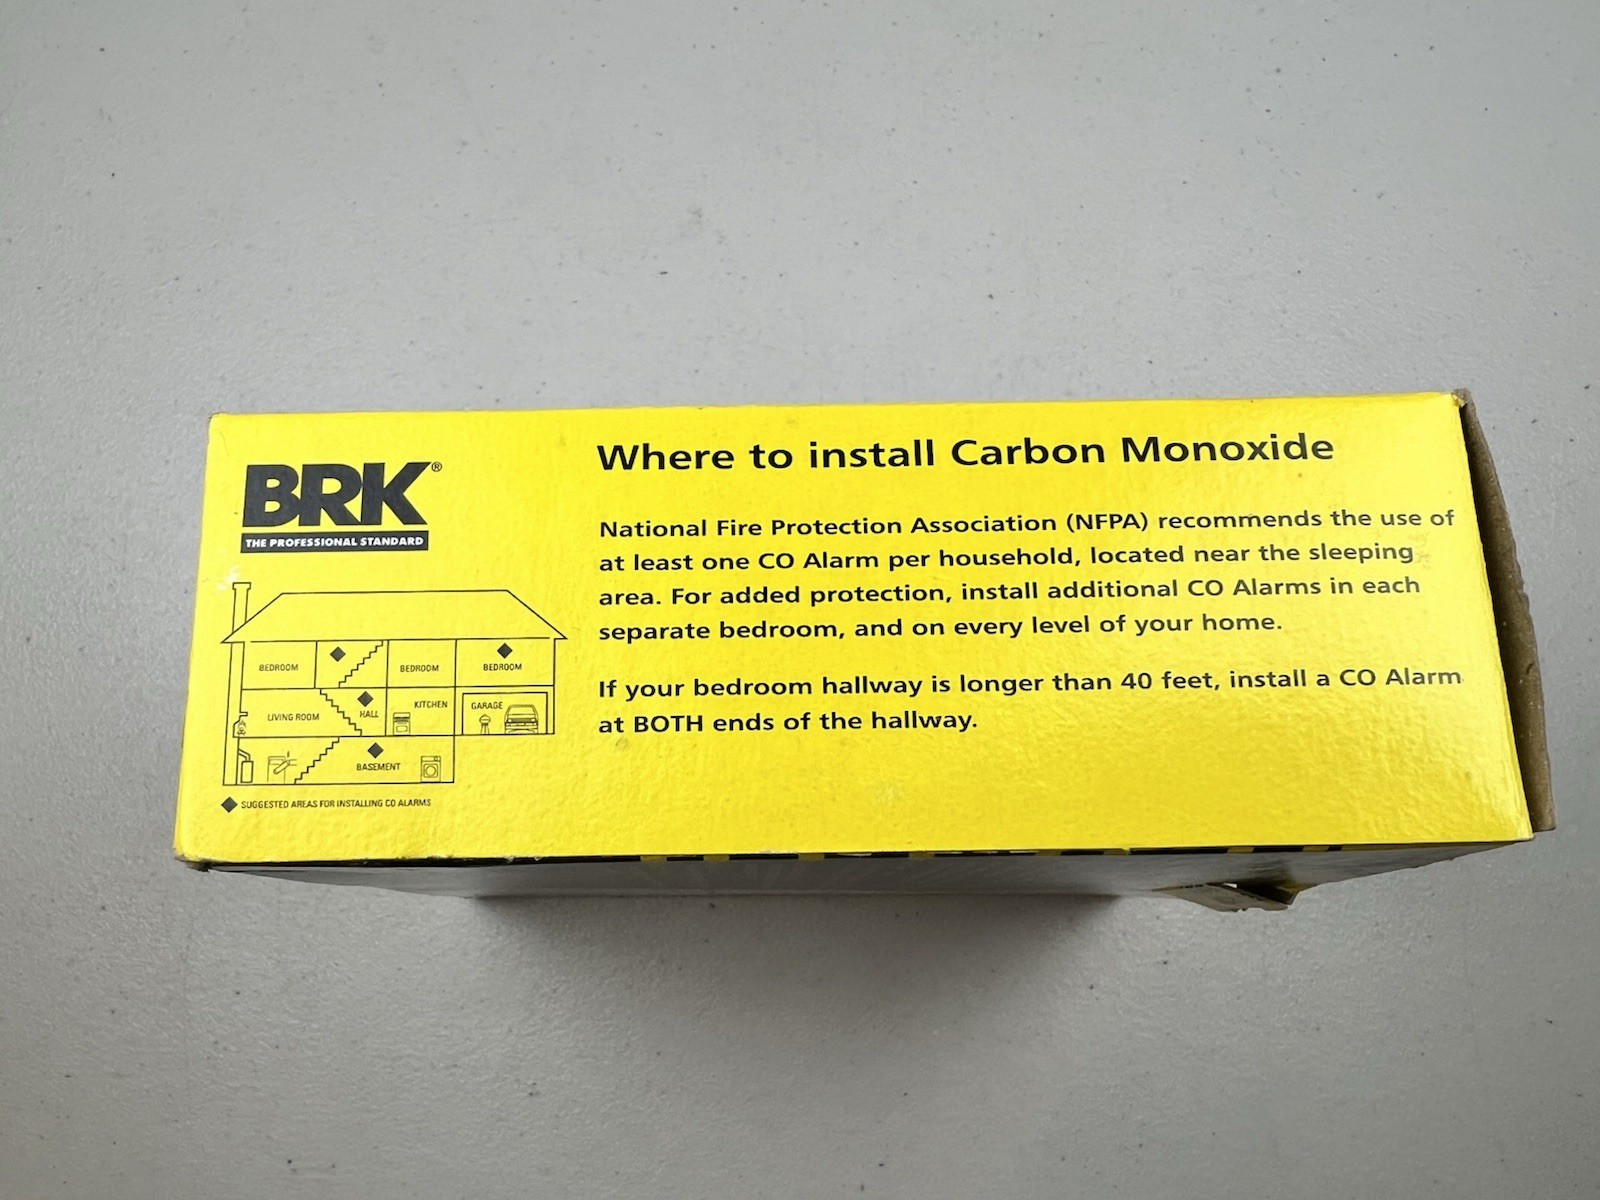 BRK®
THE PROFESSIONAL STANDARD
BEDROOM
BEDROOM
BEDROOM
LIVING ROOM
HALL
KITCHEN
GARAGE
BASEMENT
SUGGESTED AREAS FOR INSTALLING CO ALARMS
Where to install Carbon Monoxide
National Fire Protection Association (NFPA) recommends the use of
at least one CO Alarm per household, located near the sleeping
area. For added protection, install additional CO Alarms in each
separate bedroom, and on every level of your home.
If your bedroom hallway is longer than 40 feet, install a CO Alarm
at BOTH ends of the hallway.